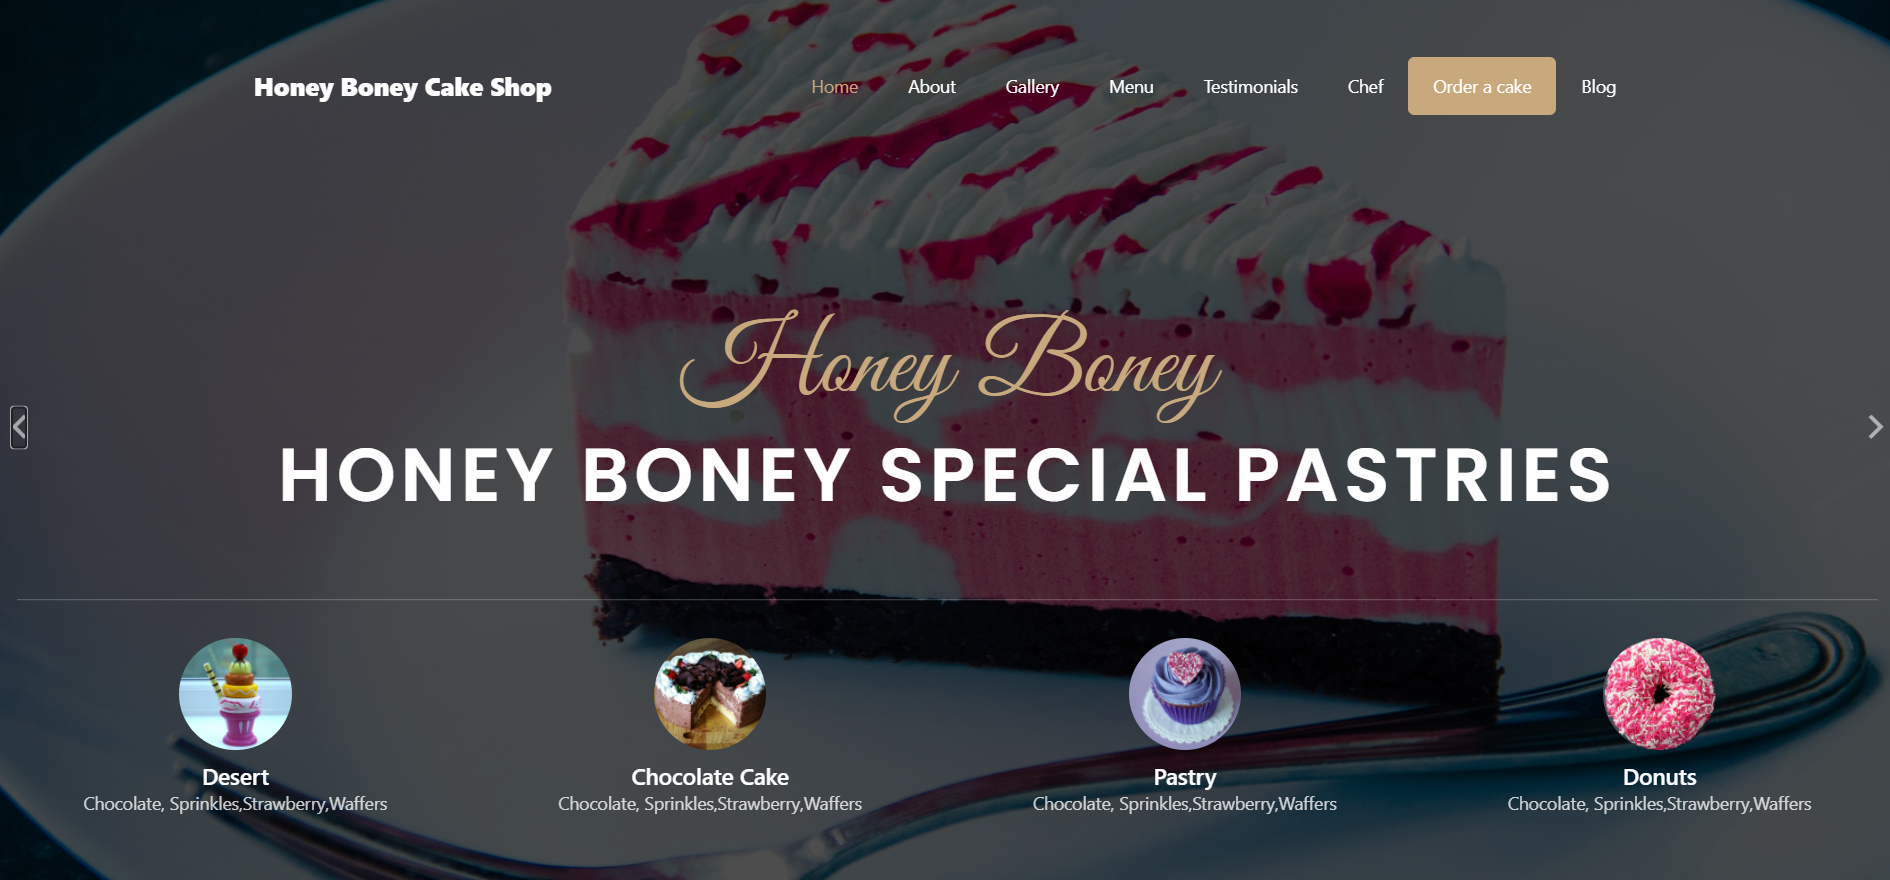 Honey Boney Cake Shop
Home About Gallery Menu Testimonials Chef Order a cake Blog
Honey Boney
HONEY BONEY SPECIAL PASTRIES
Desert
Chocolate, Sprinkles,Strawberry,Waffers
Chocolate Cake
Chocolate, Sprinkles,Strawberry,Waffers
Pastry
Chocolate, Sprinkles,Strawberry,Waffers
Donuts
Chocolate, Sprinkles,Strawberry,Waffers